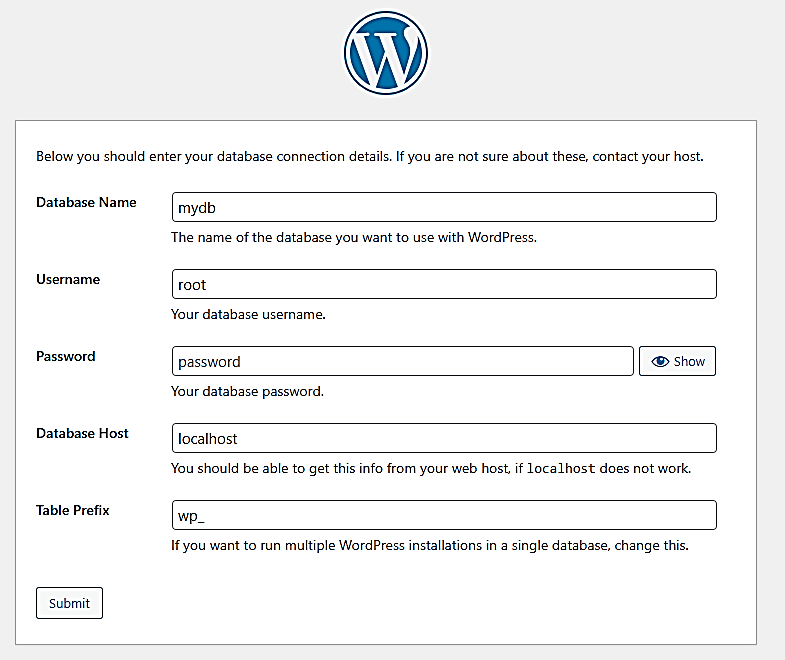 Below you should enter your database connection details. If you are not sure about these, contact your host.
Database Name
mydb
The name of the database you want to use with WordPress.
Username
root
Your database username.
Password
password
Show
Your database password.
Database Host
localhost
You should be able to get this info from your web host, if localhost does not work.
Table Prefix
wp_
If you want to run multiple WordPress installations in a single database, change this.
Submit